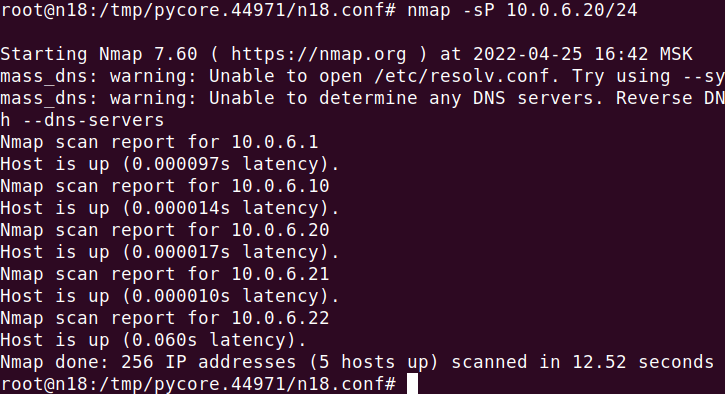 root@n18:/tmp/pycore.44971/n18.conf# nmap -sP 10.0.6.20/24
Starting Nmap 7.60 ( https://nmap.org ) at 2022-04-25 16:42 MSK
mass_dns: warning: Unable to open /etc/resolv.conf. Try using --sy
mass_dns: warning: Unable to determine any DNS servers. Reverse DN
h --dns-servers
Nmap scan report for 10.0.6.1
Host is up (0.000097s latency).
Nmap scan report for 10.0.6.10
Host is up (0.000014s latency).
Nmap scan report for 10.0.6.20
Host is up (0.000017s latency).
Nmap scan report for 10.0.6.21
Host is up (0.000010s latency).
Nmap scan report for 10.0.6.22
Host is up (0.060s latency).
Nmap done: 256 IP addresses (5 hosts up) scanned in 12.52 seconds
root@n18:/tmp/pycore.44971/n18.conf#